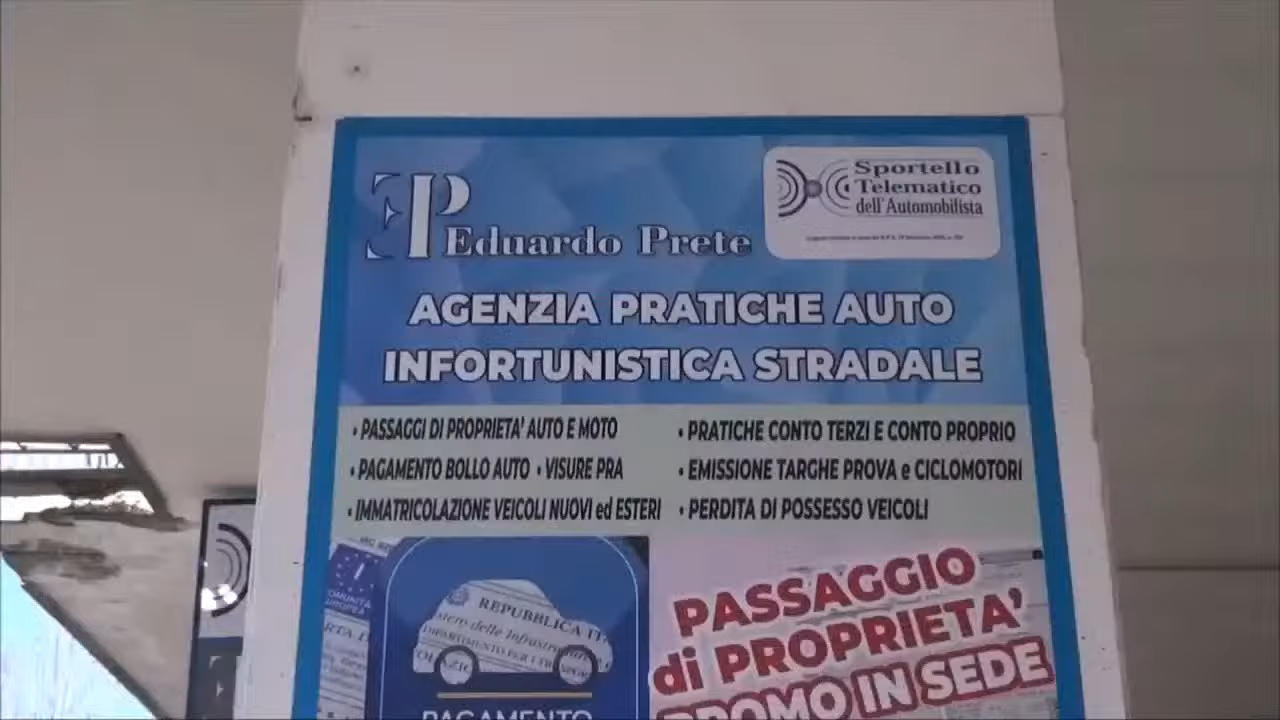 EP
Eduardo Prete
Sportello
Telematico
dell'Automobilista
AGENZIA PRATICHE AUTO
INFORTUNISTICA STRADALE
• PASSAGGI DI PROPRIETA' AUTO E MOTO
• PAGAMENTO BOLLO AUTO • VISURE PRA
• IMMATRICOLAZIONE VEICOLI NUOVI ed ESTERI
• PRATICHE CONTO TERZI E CONTO PROPRIO
• EMISSIONE TARGHE PROVA e CICLOMOTORI
• PERDITA DI POSSESSO VEICOLI
REPUBBLICA IT
delle Infrastru
PAGAMENTO
PASSAGGIO
di PROPRIETA'
PROMO IN SEDE